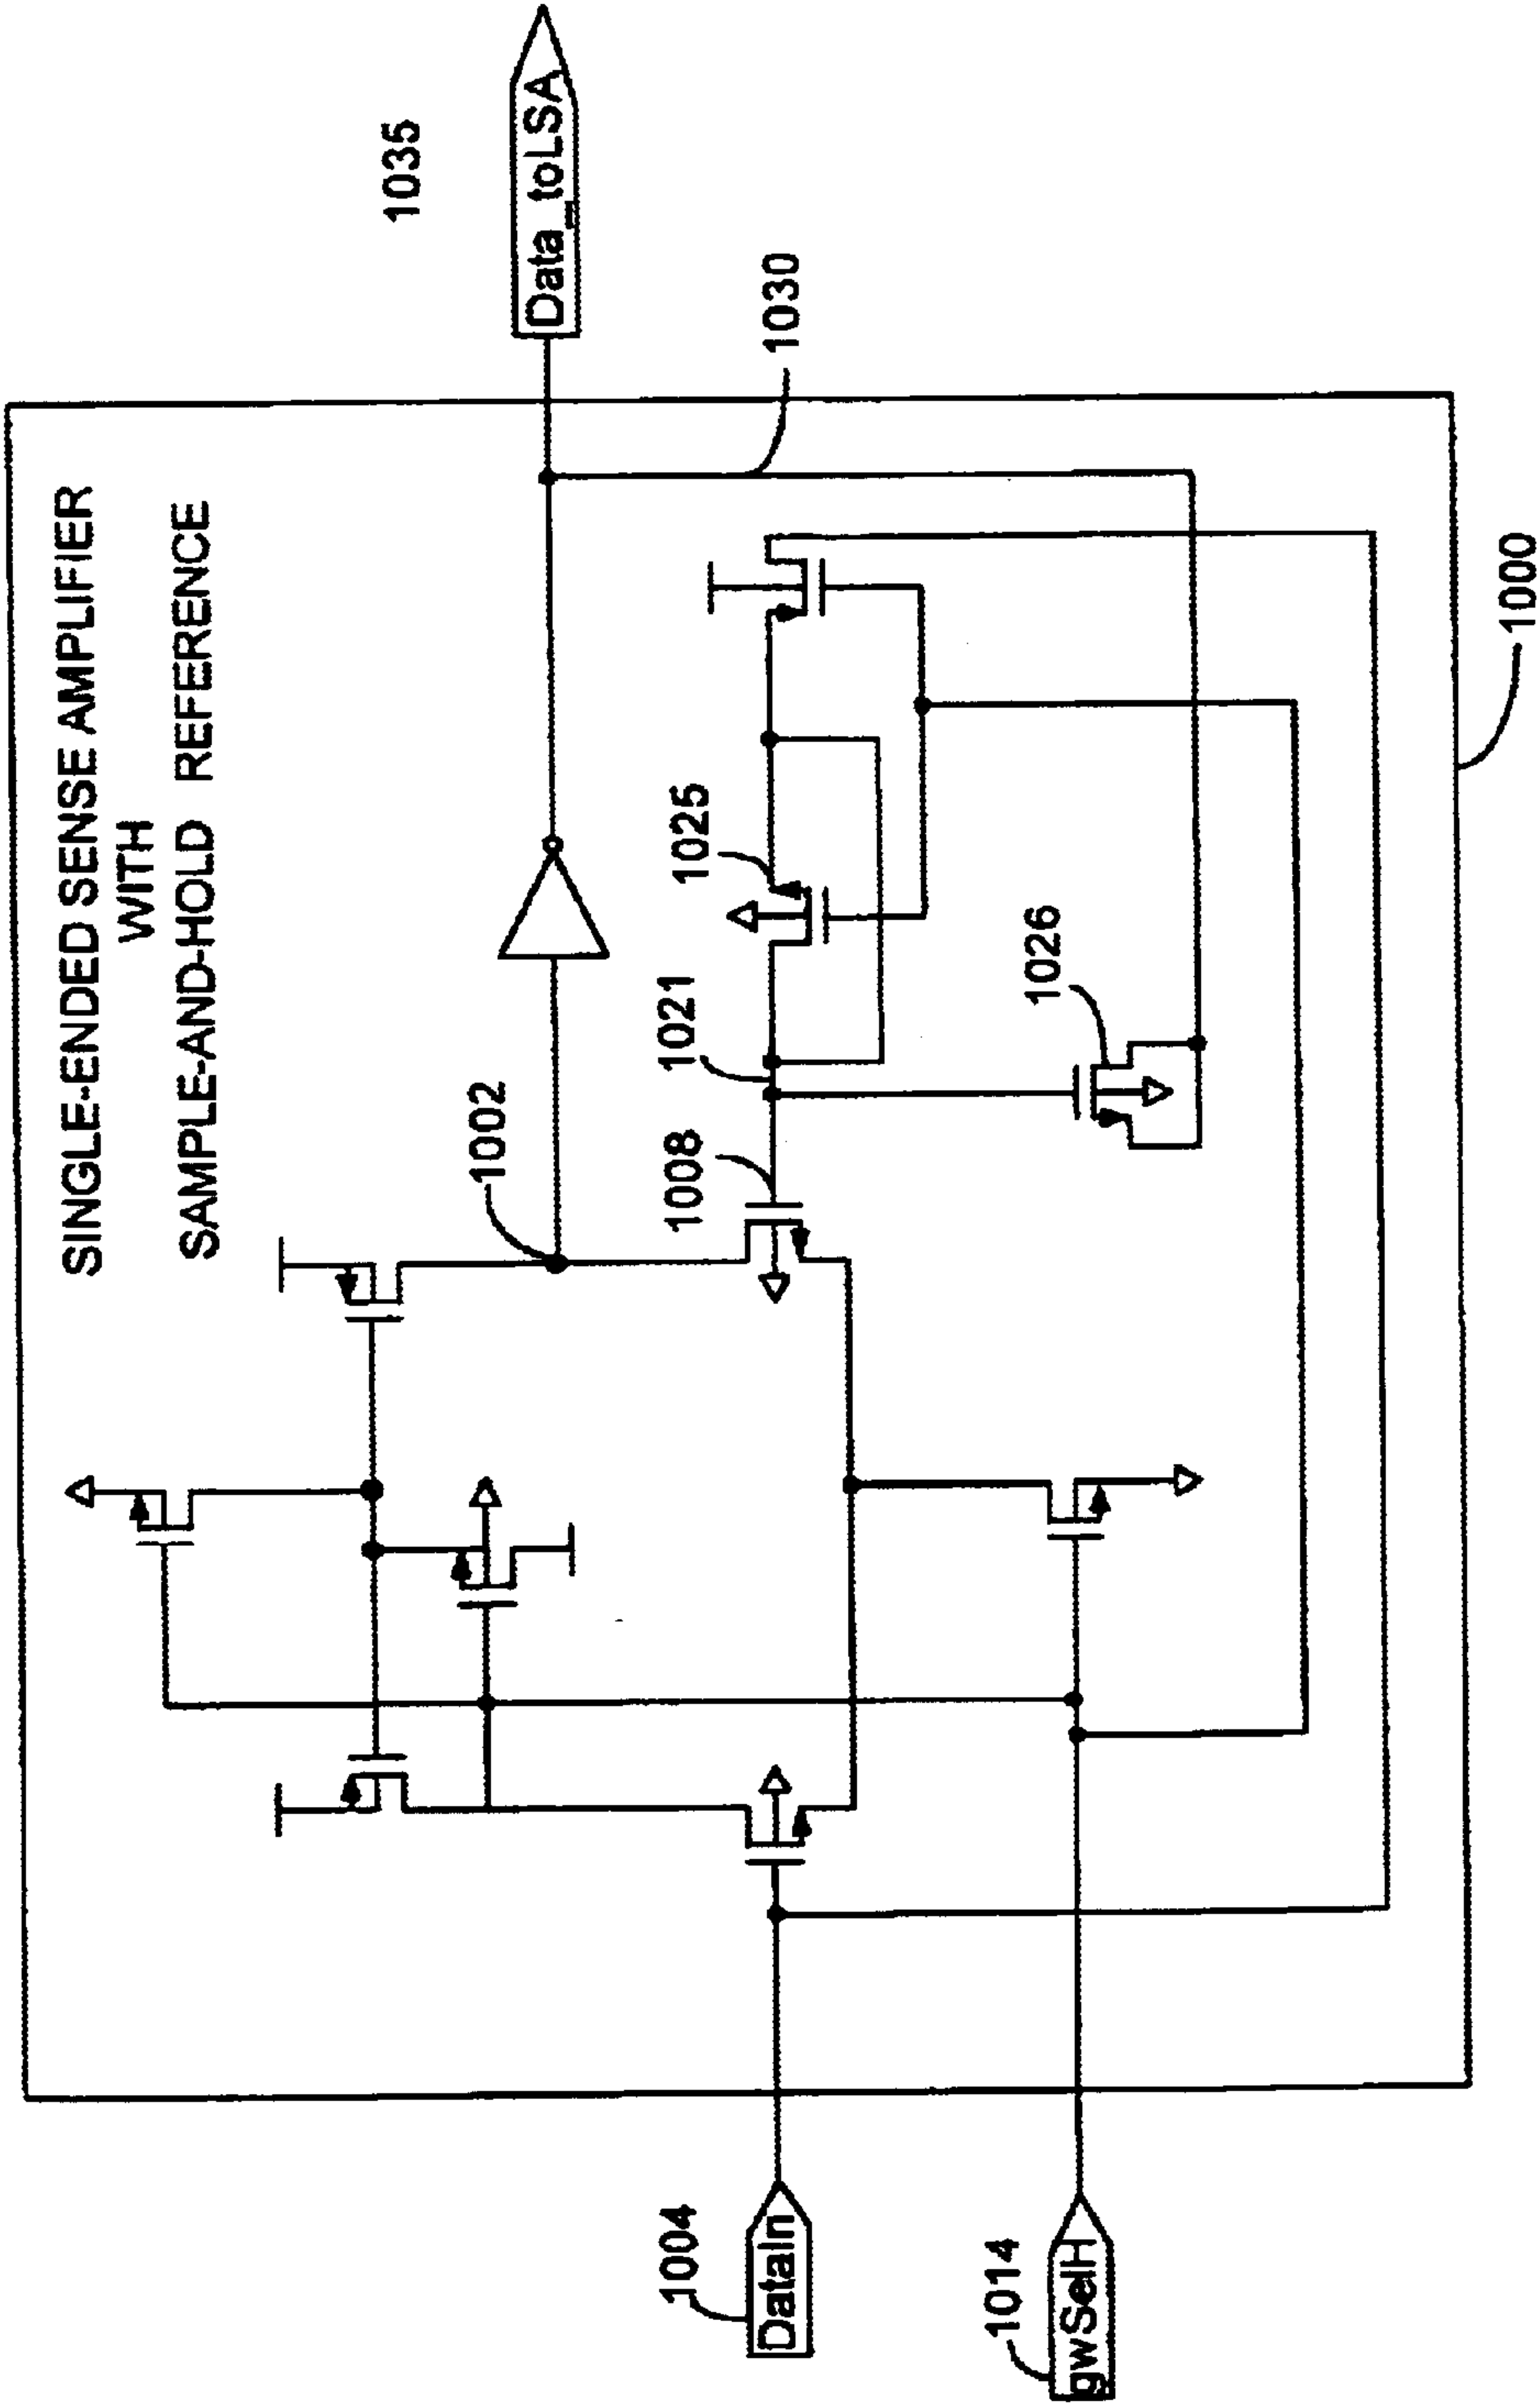 SINGLE-ENDED SENSE AMPLIFIER
WITH
SAMPLE-AND-HOLD REFERENCE
1035
Data_toLSA
1030
1002
1025
1021
1008
1026
1004
DataIn
1014
gwSelH
1000